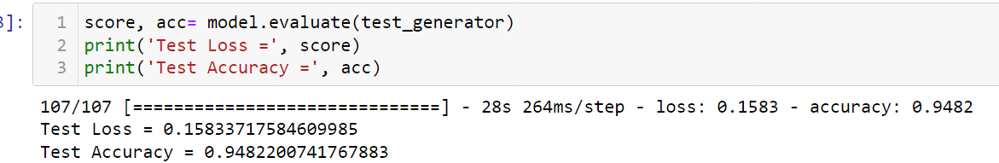 3]:
1 score, acc= model.evaluate(test_generator)
2 print('Test Loss =', score)
3 print('Test Accuracy =', acc)
107/107 [==============================] - 28s 264ms/step - loss: 0.1583 - accuracy: 0.9482
Test Loss = 0.15833717584609985
Test Accuracy = 0.9482200741767883